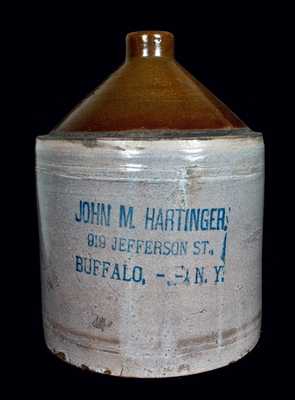 JOHN M. HARTINGER,
919 JEFFERSON ST.,
BUFFALO, - N. Y.